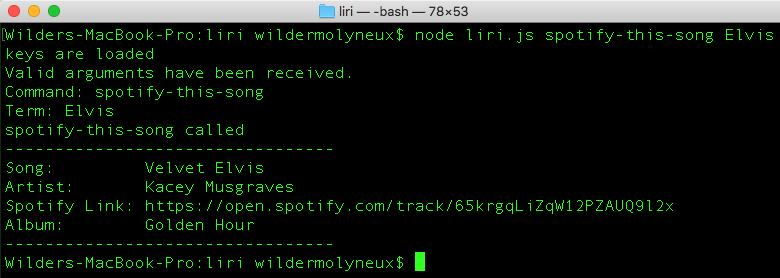 liri — -bash — 78×53
Wilders-MacBook-Pro:liri wildermolyneux$ node liri.js spotify-this-song Elvis
keys are loaded
Valid arguments have been received.
Command: spotify-this-song
Term: Elvis
spotify-this-song called
---------------------------------
Song:         Velvet Elvis
Artist:       Kacey Musgraves
Spotify Link: https://open.spotify.com/track/65krgqLiZqW12PZAUQ9l2x
Album:        Golden Hour
---------------------------------
Wilders-MacBook-Pro:liri wildermolyneux$